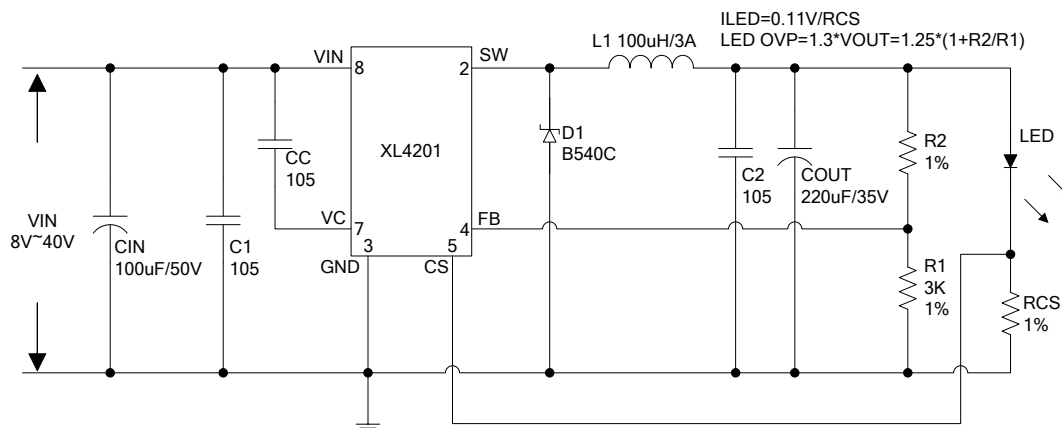 ILED=0.11V/RCS
LED OVP=1.3*VOUT=1.25*(1+R2/R1)
L1 100uH/3A
VIN
8
2
SW
XL4201
CC
105
D1
B540C
C2
105
COUT
220uF/35V
R2
1%
LED
VIN
8V~40V
CIN
100uF/50V
C1
105
VC
7
4
FB
3
5
GND
CS
R1
3K
1%
RCS
1%